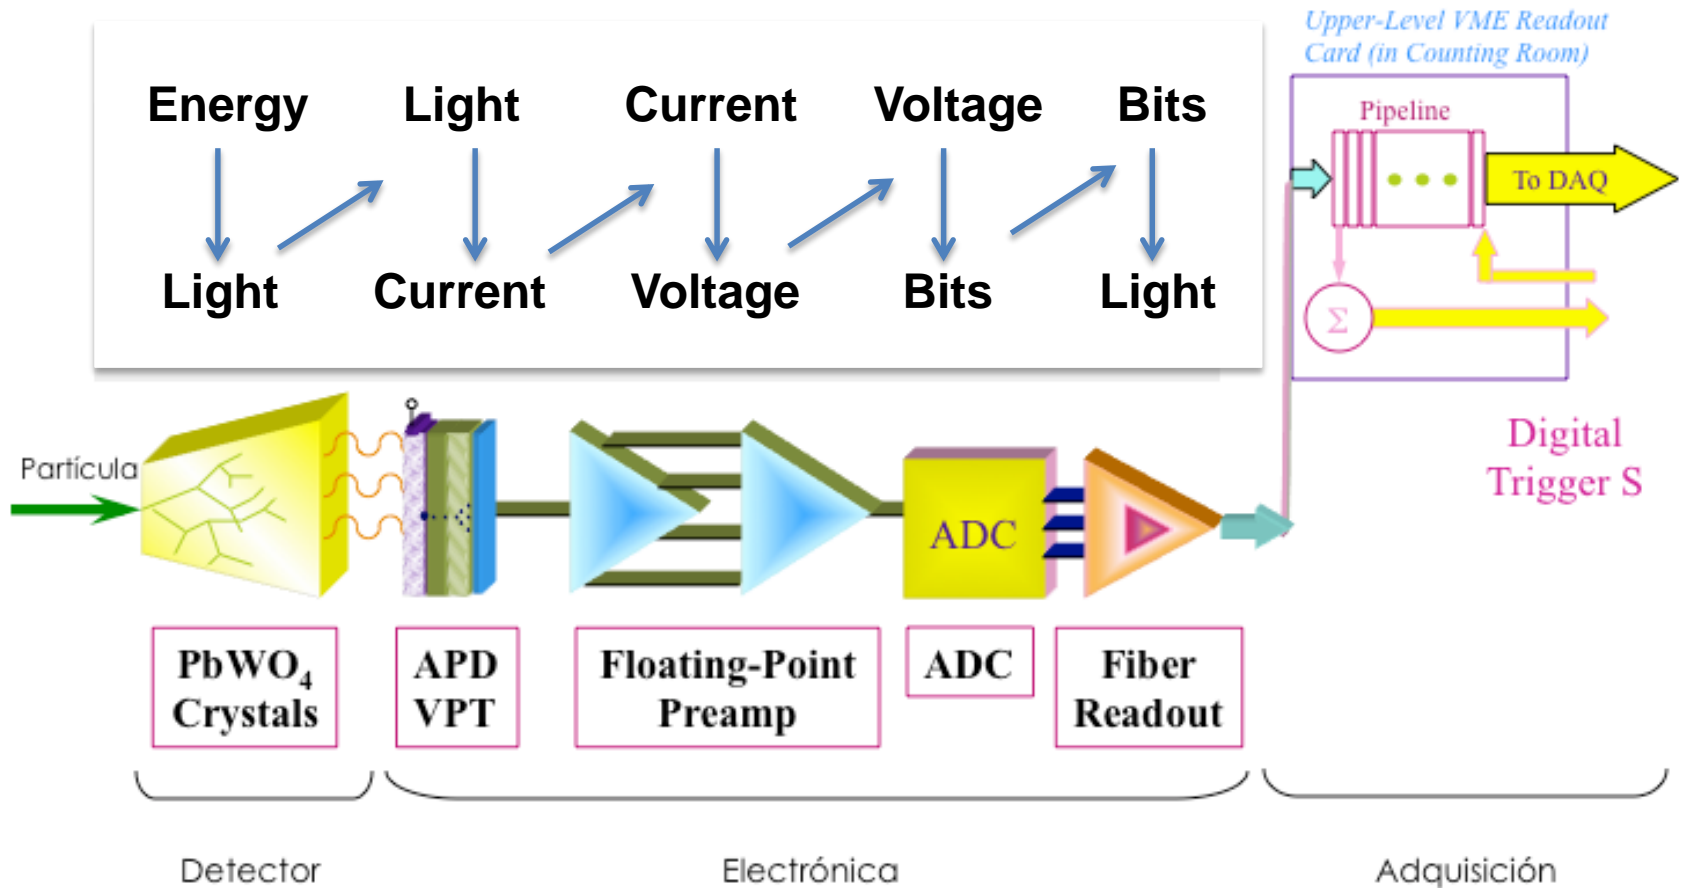 Upper-Level VME Readout
Card (in Counting Room)
Energy Light Current Voltage Bits
Light Current Voltage Bits Light
Pipeline
To DAQ
Σ
Digital
Trigger S
Partícula
ADC
PbWO₄
Crystals
APD
VPT
Floating-Point
Preamp
ADC
Fiber
Readout
Detector
Electrónica
Adquisición